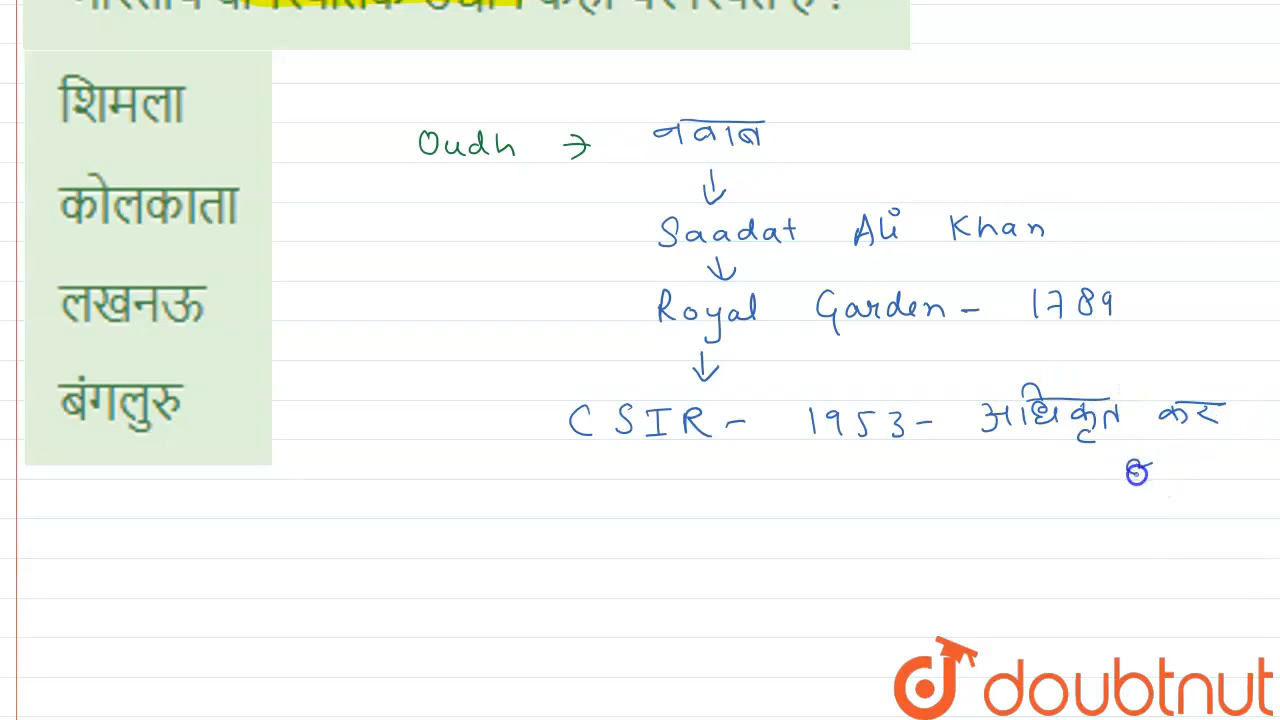 शिमला
कोलकाता
लखनऊ
बंगलुरु
Oudh → नवाब
↓
Saadat Ali Khan
↓
Royal Garden - 1789
↓
CSIR - 1953 - अधिकृत कर
doubtnut